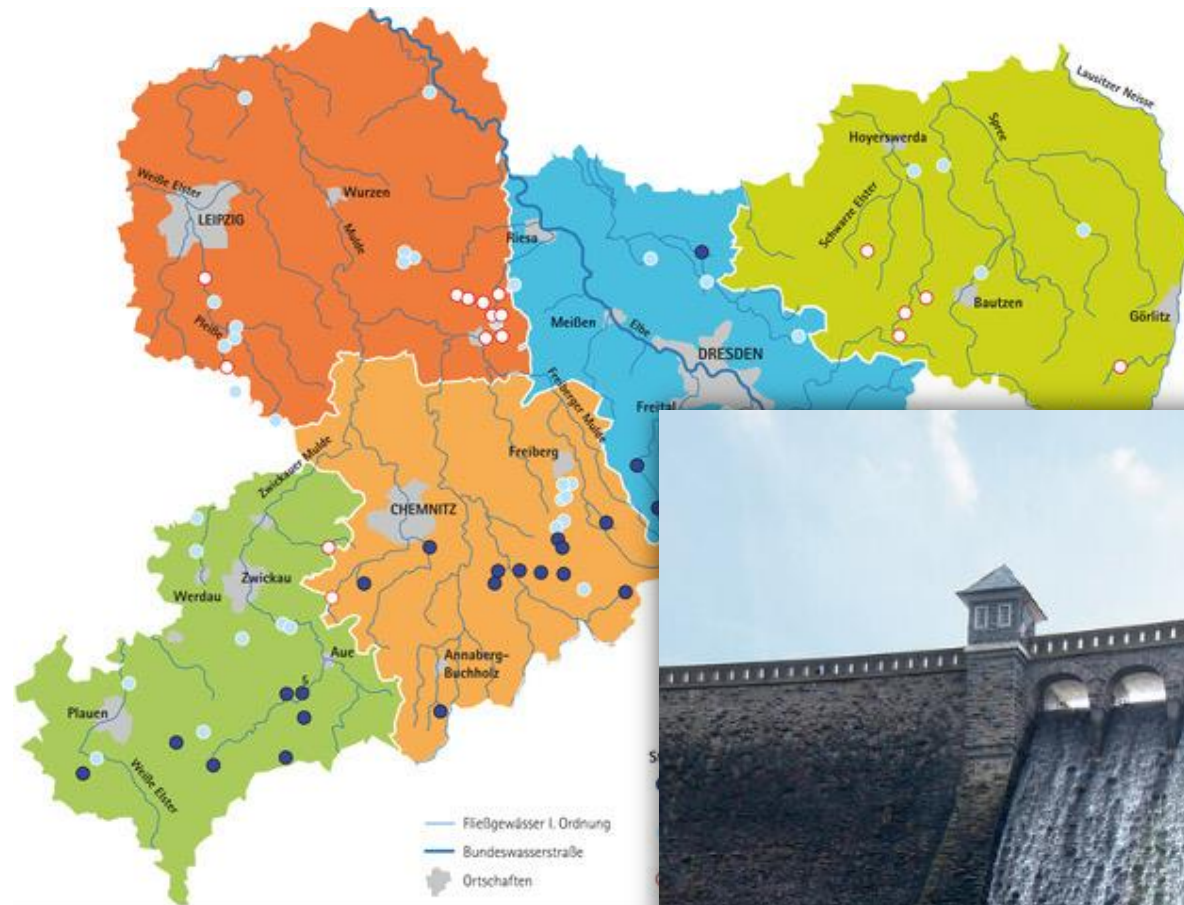 Lausitzer Neisse
Spree
Hoyerswerda
Weiße Elster
LEIPZIG
Wurzen
Mulde
Schwarze Elster
Riesa
Bautzen
Görlitz
Pleiße
Meißen
Elbe
DRESDEN
Freiberger Mulde
Freital
Zwickauer Mulde
Freiberg
CHEMNITZ
Zwickau
Werdau
Aue
Annaberg-
Buchholz
Plauen
Weiße Elster
Fließgewässer I. Ordnung
Bundeswasserstraße
Ortschaften